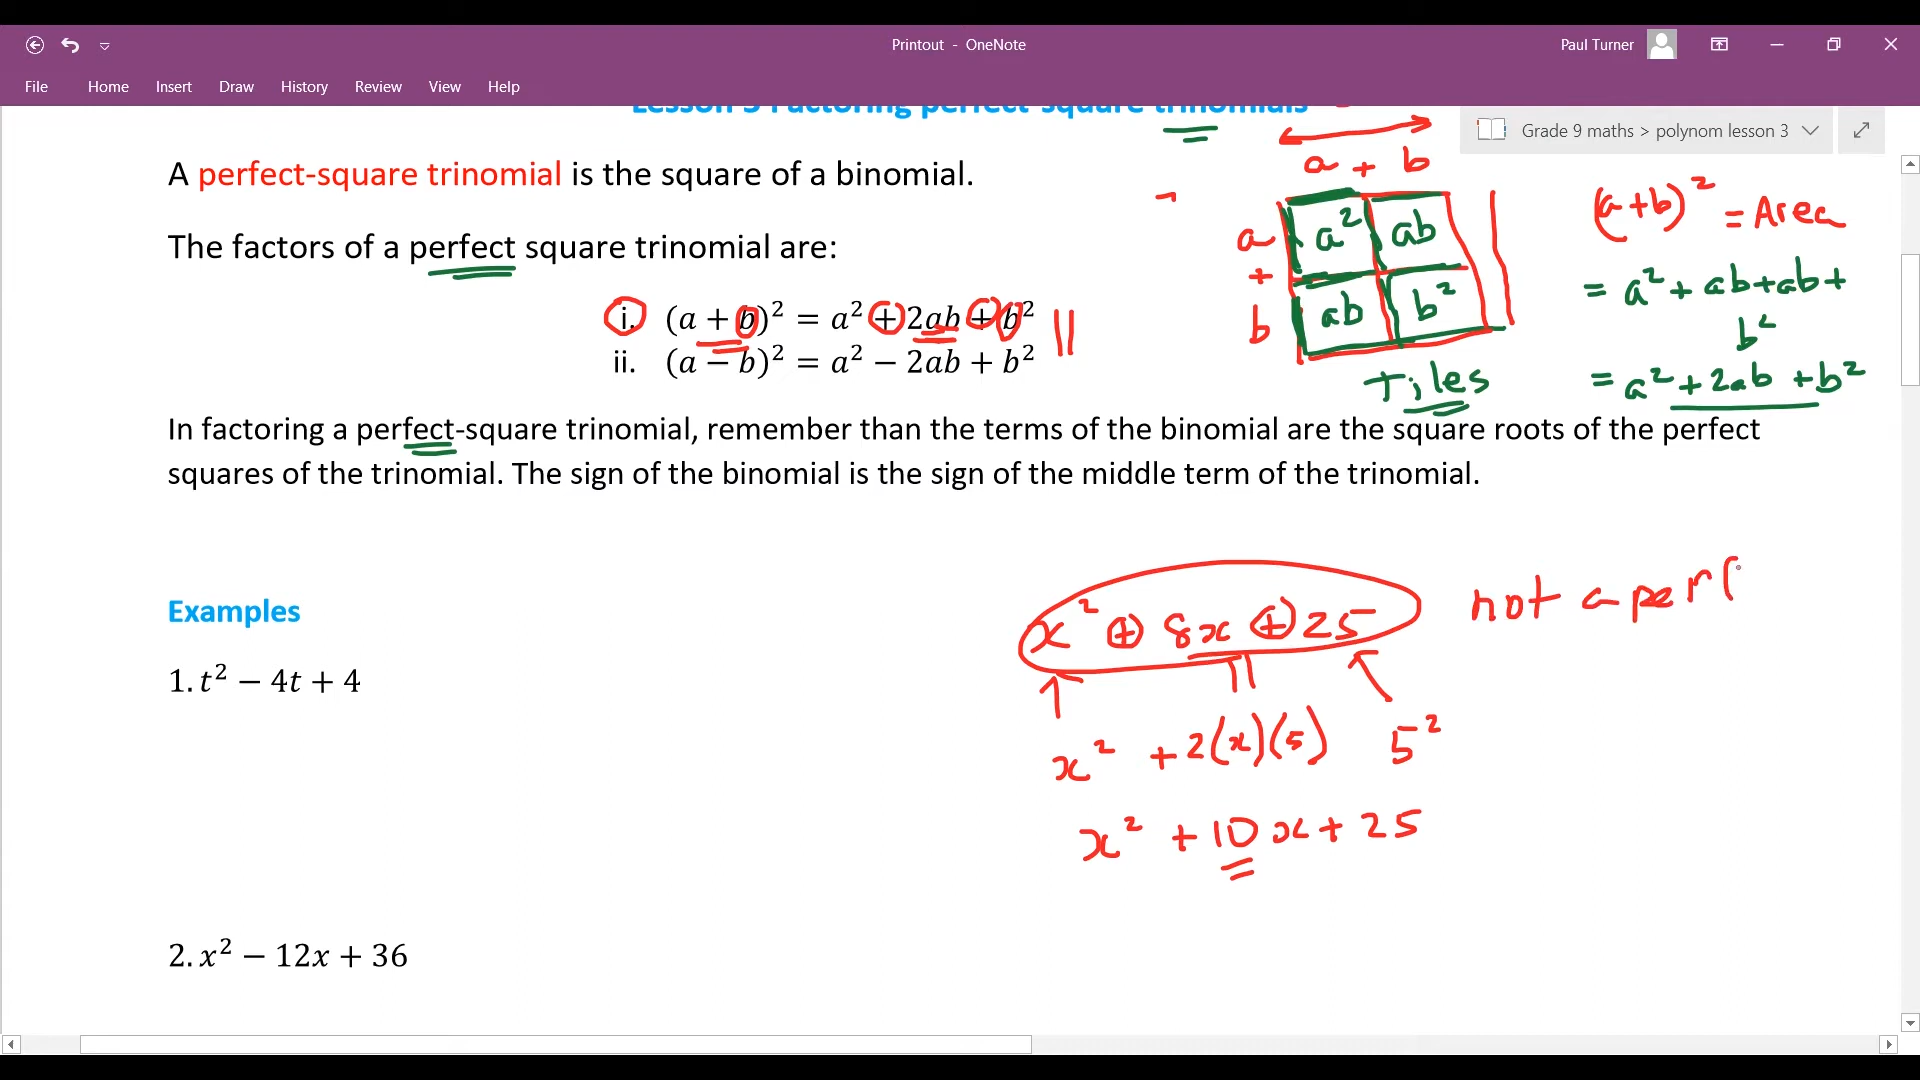 Printout - OneNote
Paul Turner
File Home Insert Draw History Review View Help
Lesson 3 Factoring perfect-square trinomials
Grade 9 maths > polynom lesson 3
A perfect-square trinomial is the square of a binomial.
The factors of a perfect square trinomial are:
i. (a + b)² = a² + 2ab + b²
ii. (a − b)² = a² − 2ab + b²
a + b
a
+
b
a² ab
ab b²
Tiles
(a+b)² = Area
= a² + ab + ab +
b²
= a² + 2ab + b²
In factoring a perfect-square trinomial, remember than the terms of the binomial are the square roots of the perfect
squares of the trinomial. The sign of the binomial is the sign of the middle term of the trinomial.
Examples
x² + 8x + 25 not a perf
1. t² − 4t + 4
x² + 2(x)(5) 5²
x² + 10x + 25
2. x² − 12x + 36